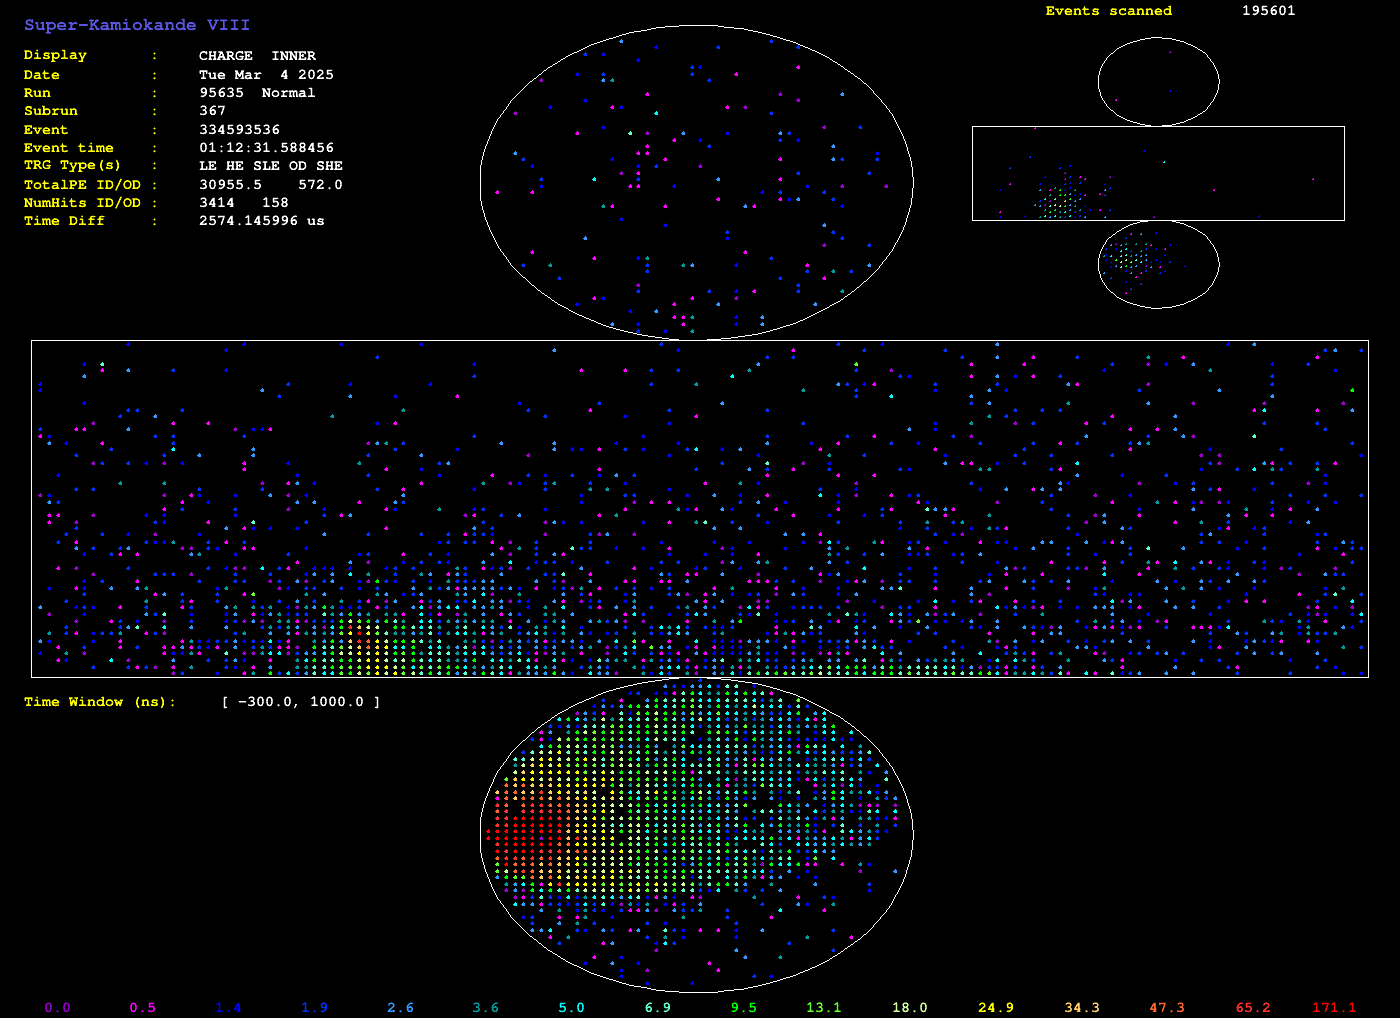 Super-Kamiokande VIII
Display : CHARGE INNER
Date : Tue Mar 4 2025
Run : 95635 Normal
Subrun : 367
Event : 334593536
Event time : 01:12:31.588456
TRG Type(s) : LE HE SLE OD SHE
TotalPE ID/OD : 30955.5 572.0
NumHits ID/OD : 3414 158
Time Diff : 2574.145996 us
Events scanned 195601
Time Window (ns): [ -300.0, 1000.0 ]
0.0 0.5 1.4 1.9 2.6 3.6 5.0 6.9 9.5 13.1 18.0 24.9 34.3 47.3 65.2 171.1